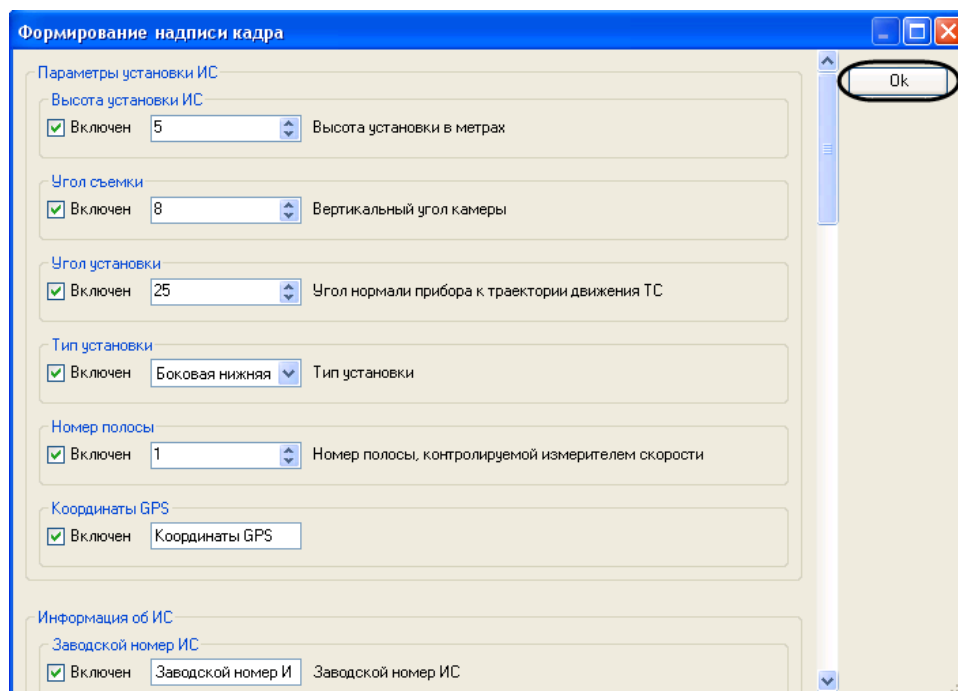 Формирование надписи кадра
Ok
Параметры установки ИС
Высота установки ИС
Включен 5 Высота установки в метрах
Угол съемки
Включен 8 Вертикальный угол камеры
Угол установки
Включен 25 Угол нормали прибора к траектории движения ТС
Тип установки
Включен Боковая нижняя Тип установки
Номер полосы
Включен 1 Номер полосы, контролируемой измерителем скорости
Координаты GPS
Включен Координаты GPS
Информация об ИС
Заводской номер ИС
Включен Заводской номер И Заводской номер ИС